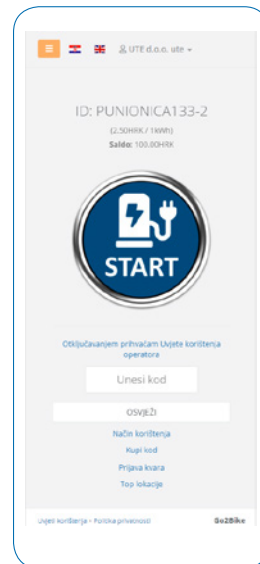 UTE d.o.o. ute
ID: PUNIONICA133-2
(2.50HRK / 1kWh)
Saldo: 100.00HRK
START
Otključavanjem prihvaćam Uvjete korištenja
operatora
Unesi kod
OSVJEŽI
Način korištenja
Kupi kod
Prijava kvara
Top lokacije
Uvjeti korištenja - Politika privatnosti Go2Bike